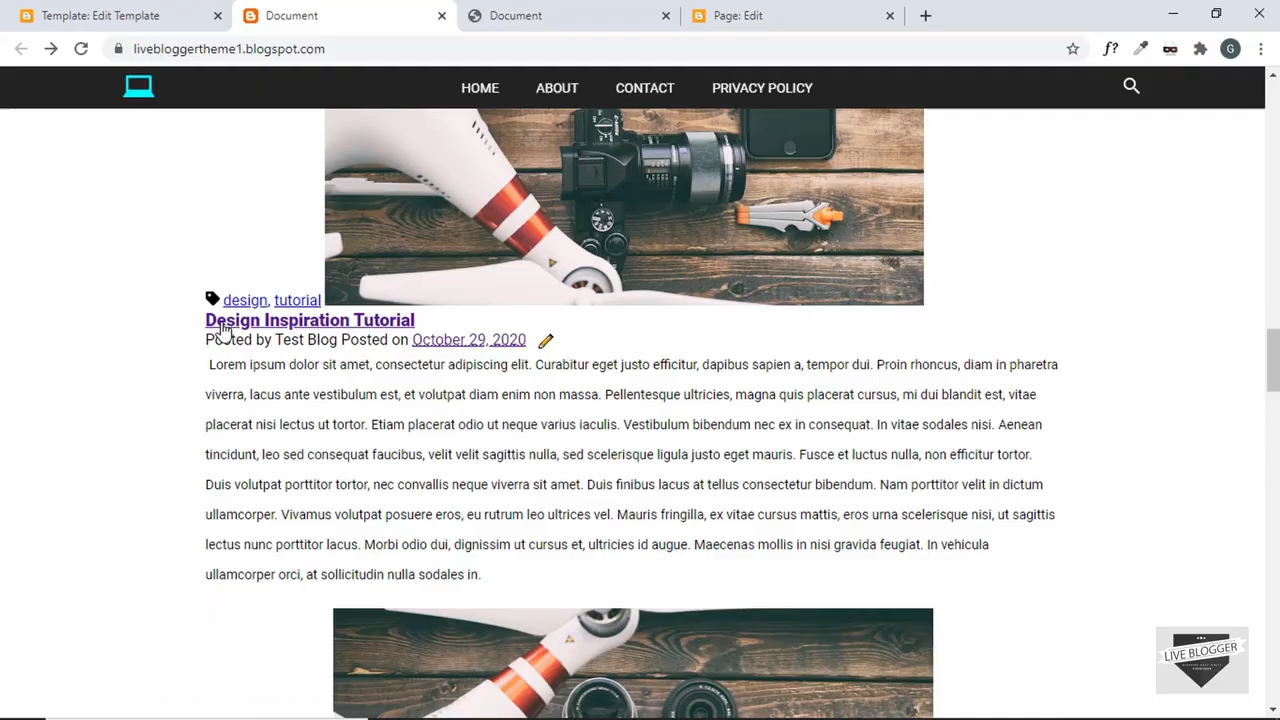 Template: Edit Template
Document
Document
Page: Edit
livebloggertheme1.blogspot.com
f?
G
HOME
ABOUT
CONTACT
PRIVACY POLICY
design, tutorial
Design Inspiration Tutorial
Posted by Test Blog Posted on October 29, 2020
Lorem ipsum dolor sit amet, consectetur adipiscing elit. Curabitur eget justo efficitur, dapibus sapien a, tempor dui. Proin rhoncus, diam in pharetra
viverra, lacus ante vestibulum est, et volutpat diam enim non massa. Pellentesque ultricies, magna quis placerat cursus, mi dui blandit est, vitae
placerat nisi lectus ut tortor. Etiam placerat odio ut neque varius iaculis. Vestibulum bibendum nec ex in consequat. In vitae sodales nisi. Aenean
tincidunt, leo sed consequat faucibus, velit velit sagittis nulla, sed scelerisque ligula justo eget mauris. Fusce et luctus nulla, non efficitur tortor.
Duis volutpat porttitor tortor, nec convallis neque viverra sit amet. Duis finibus lacus at tellus consectetur bibendum. Nam porttitor velit in dictum
ullamcorper. Vivamus volutpat posuere eros, eu rutrum leo ultrices vel. Mauris fringilla, ex vitae cursus mattis, eros urna scelerisque nisi, ut sagittis
lectus nunc porttitor lacus. Morbi odio dui, dignissim ut cursus et, ultricies id augue. Maecenas mollis in nisi gravida feugiat. In vehicula
ullamcorper orci, at sollicitudin nulla sodales in.
LIVE BLOGGER